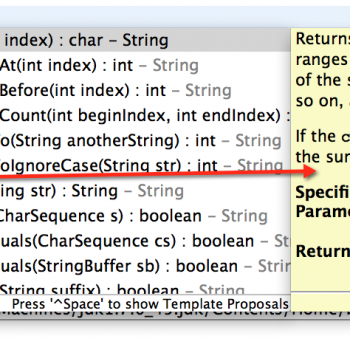 index) : char – String
At(int index) : int – String
Before(int index) : int – String
Count(int beginIndex, int endIndex) :
o(String anotherString) : int – String
oIgnoreCase(String str) : int – String
ing str) : String – String
CharSequence s) : boolean – String
uals(CharSequence cs) : boolean – String
uals(StringBuffer sb) : boolean – String
String suffix) : boolean – String
Press '^Space' to show Template Proposals
Returns
ranges
of the s
so on, a
If the c
the sur
Specifi
Parame
Return